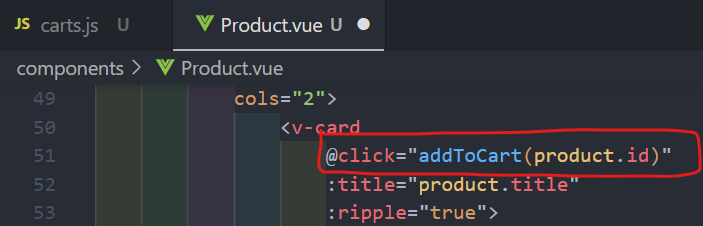 JS carts.js U
Product.vue U
components > Product.vue
49 cols="2">
50 <v-card
51 @click="addToCart(product.id)"
52 :title="product.title"
53 :ripple="true">